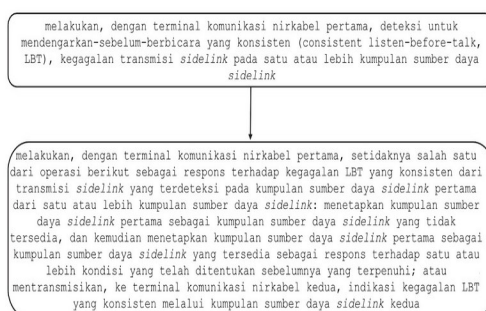 melakukan, dengan terminal komunikasi nirkabel pertama, deteksi untuk
mendengarkan-sebelum-berbicara yang konsisten (consistent listen-before-talk,
LBT), kegagalan transmisi sidelink pada satu atau lebih kumpulan sumber daya
sidelink
melakukan, dengan terminal komunikasi nirkabel pertama, setidaknya salah satu
dari operasi berikut sebagai respons terhadap kegagalan LBT yang konsisten dari
transmisi sidelink yang terdeteksi pada kumpulan sumber daya sidelink pertama
dari satu atau lebih kumpulan sumber daya sidelink: menetapkan kumpulan sumber
daya sidelink pertama sebagai kumpulan sumber daya sidelink yang tidak
tersedia, dan kemudian menetapkan kumpulan sumber daya sidelink pertama sebagai
kumpulan sumber daya sidelink yang tersedia sebagai respons terhadap satu atau
lebih kondisi yang telah ditentukan sebelumnya yang terpenuhi; atau
mentransmisikan, ke terminal komunikasi nirkabel kedua, indikasi kegagalan LBT
yang konsisten melalui kumpulan sumber daya sidelink kedua